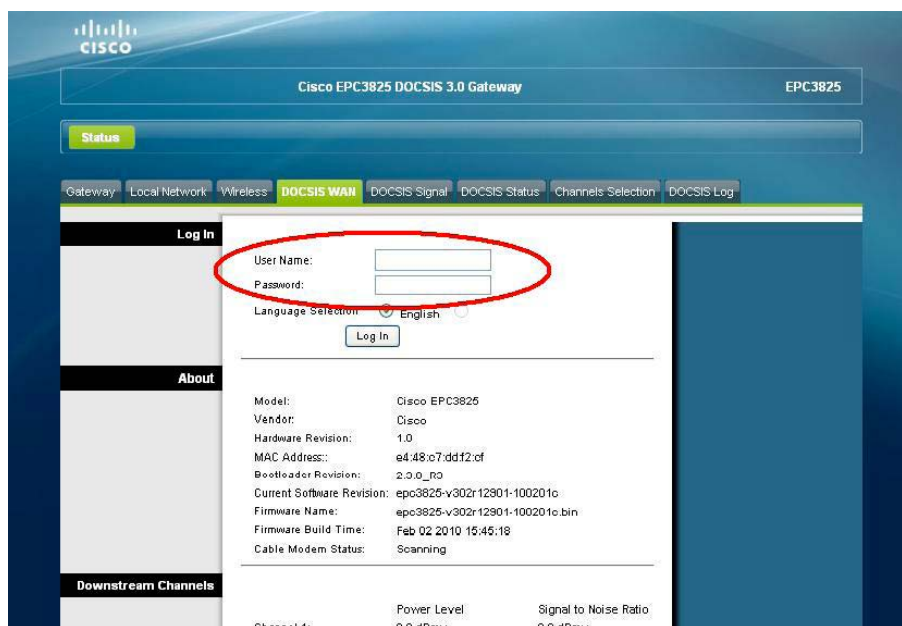 CISCO
Cisco EPC3825 DOCSIS 3.0 Gateway EPC3825
Status
Gateway Local Network Wireless DOCSIS WAN DOCSIS Signal DOCSIS Status Channels Selection DOCSIS Log
Log In
User Name:
Password:
Language Selection English
Log In
About
Model: Cisco EPC3825
Vendor: Cisco
Hardware Revision: 1.0
MAC Address:: e4:48:c7:dd:f2:cf
Bootloader Revision:
Current Software Revision: epc3825-v302r12901-100201c
Firmware Name: epc3825-v302r12901-100201c.bin
Firmware Build Time: Feb 02 2010 15:45:18
Cable Modem Status: Scanning
Downstream Channels
Power Level Signal to Noise Ratio